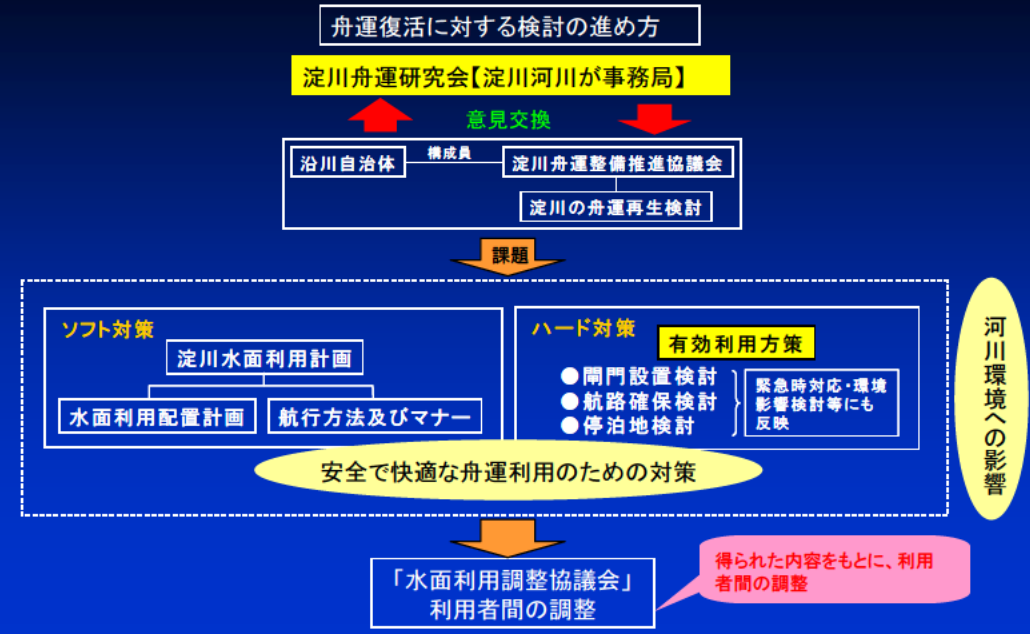 舟運復活に対する検討の進め方
淀川舟運研究会【淀川河川が事務局】
意見交換
沿川自治体
構成員
淀川舟運整備推進協議会
淀川の舟運再生検討
課題
ソフト対策
淀川水面利用計画
水面利用配置計画
航行方法及びマナー
ハード対策
有効利用方策
●閘門設置検討
●航路確保検討
●停泊地検討
緊急時対応・環境
影響検討等にも
反映
安全で快適な舟運利用のための対策
河川環境への影響
「水面利用調整協議会」
利用者間の調整
得られた内容をもとに、利用
者間の調整